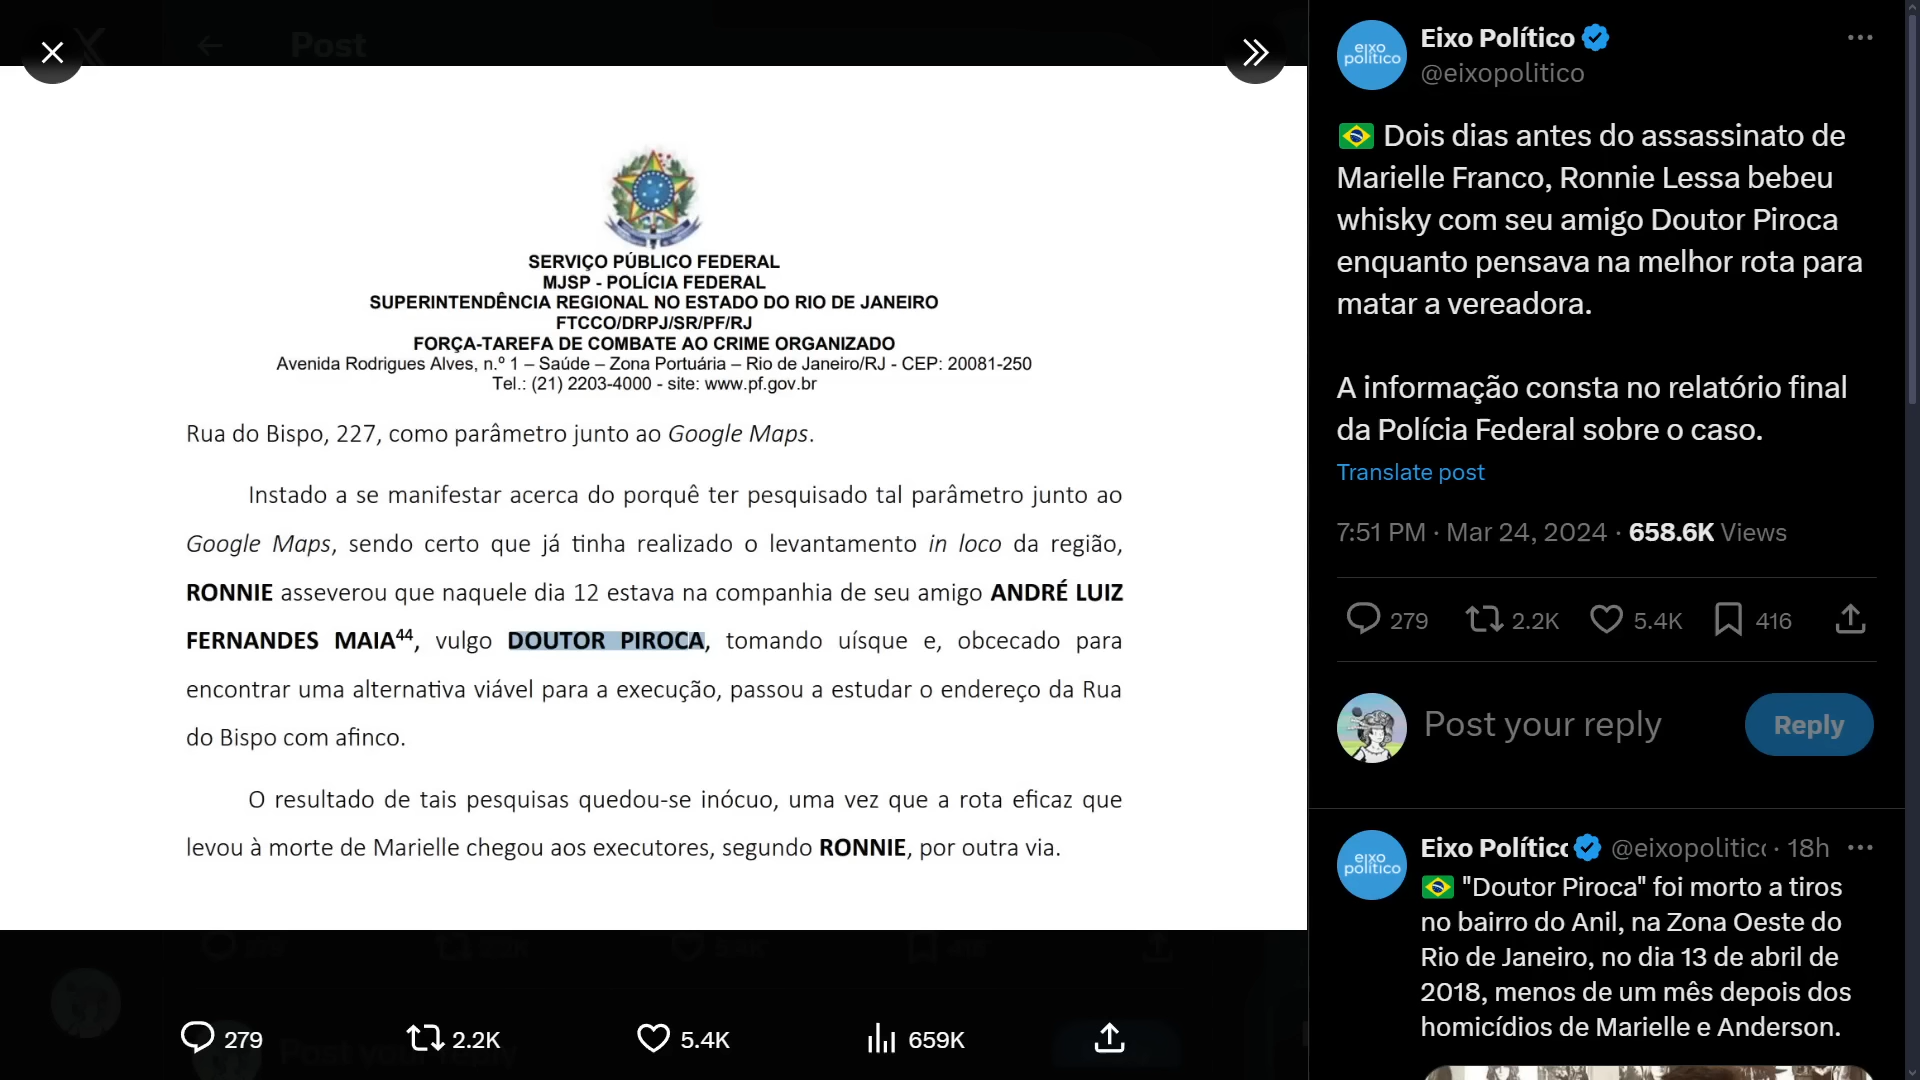 Post
SERVIÇO PÚBLICO FEDERAL
MJSP - POLÍCIA FEDERAL
SUPERINTENDÊNCIA REGIONAL NO ESTADO DO RIO DE JANEIRO
FTCCO/DRPJ/SR/PF/RJ
FORÇA-TAREFA DE COMBATE AO CRIME ORGANIZADO
Avenida Rodrigues Alves, n.º 1 – Saúde – Zona Portuária – Rio de Janeiro/RJ - CEP: 20081-250
Tel.: (21) 2203-4000 - site: www.pf.gov.br
Rua do Bispo, 227, como parâmetro junto ao Google Maps.
Instado a se manifestar acerca do porquê ter pesquisado tal parâmetro junto ao
Google Maps, sendo certo que já tinha realizado o levantamento in loco da região,
RONNIE asseverou que naquele dia 12 estava na companhia de seu amigo ANDRÉ LUIZ
FERNANDES MAIA⁴⁴, vulgo DOUTOR PIROCA, tomando uísque e, obcecado para
encontrar uma alternativa viável para a execução, passou a estudar o endereço da Rua
do Bispo com afinco.
O resultado de tais pesquisas quedou-se inócuo, uma vez que a rota eficaz que
levou à morte de Marielle chegou aos executores, segundo RONNIE, por outra via.
279 2.2K 5.4K 659K
Post your reply
eixo
político
Eixo Político
@eixopolitico
🇧🇷 Dois dias antes do assassinato de
Marielle Franco, Ronnie Lessa bebeu
whisky com seu amigo Doutor Piroca
enquanto pensava na melhor rota para
matar a vereadora.
A informação consta no relatório final
da Polícia Federal sobre o caso.
Translate post
7:51 PM · Mar 24, 2024 · 658.6K Views
279 2.2K 5.4K 416
Post your reply
Reply
eixo
político
Eixo Político @eixopolitico · 18h
🇧🇷 "Doutor Piroca" foi morto a tiros
no bairro do Anil, na Zona Oeste do
Rio de Janeiro, no dia 13 de abril de
2018, menos de um mês depois dos
homicídios de Marielle e Anderson.